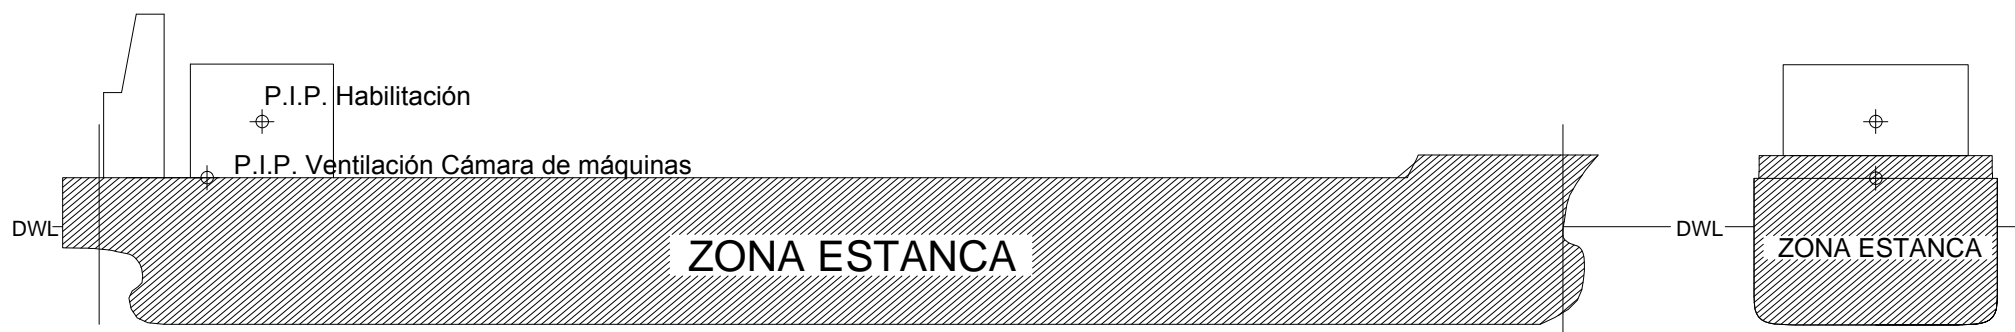 P.I.P. Habilitación
P.I.P. Ventilación Cámara de máquinas
DWL
DWL
ZONA ESTANCA
ZONA ESTANCA